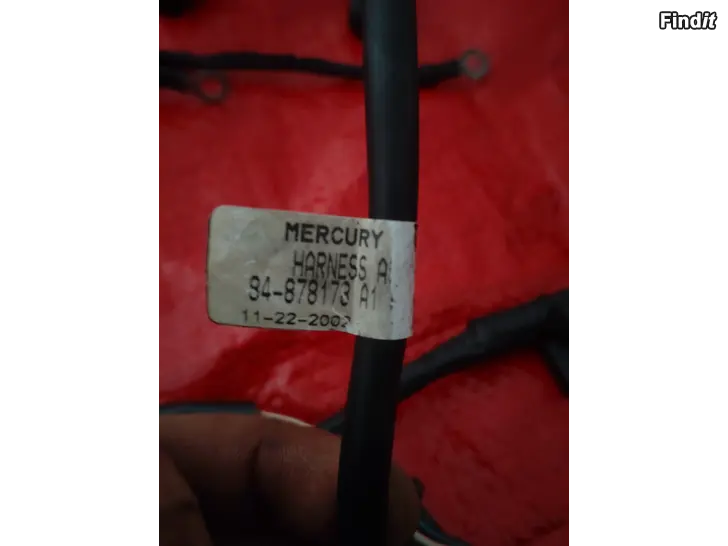 Findit
MERCURY
HARNESS
84-878173 A1
11-22-2002